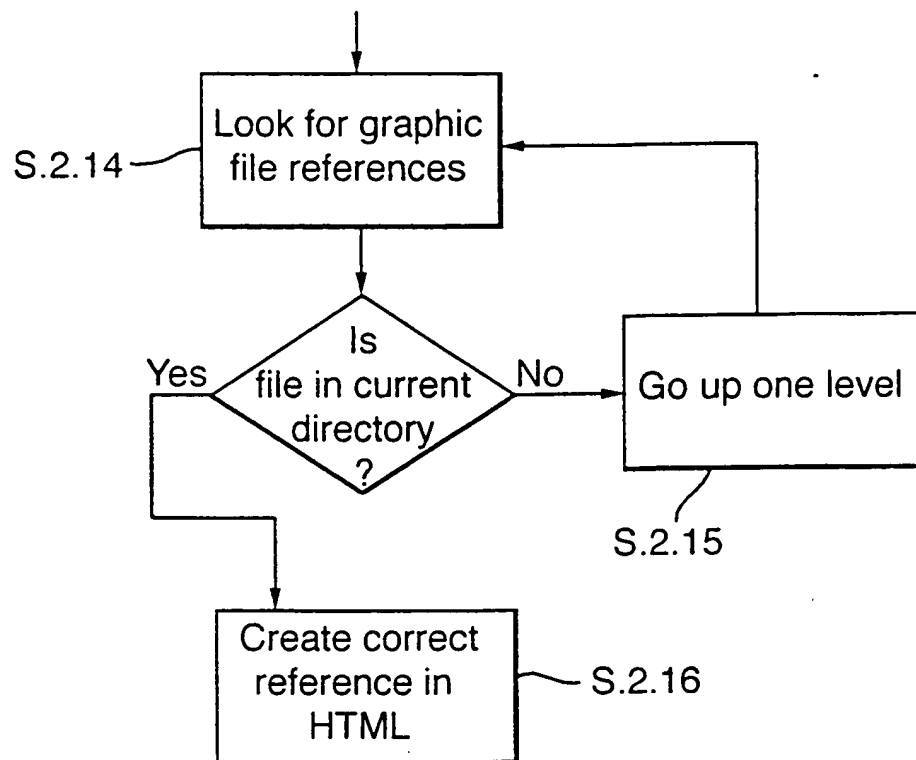 Look for graphic
file references
S.2.14
Is
file in current
directory
?
Yes
No
Go up one level
S.2.15
Create correct
reference in
HTML
S.2.16